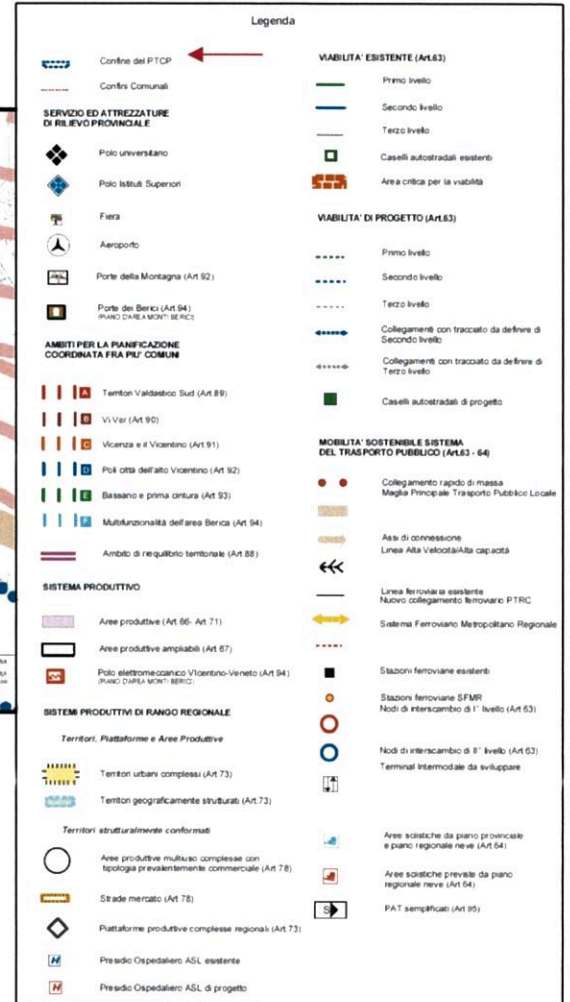 Legenda
Confine del PTCP
Confini Comunali
SERVIZIO ED ATTREZZATURE
DI RILIEVO PROVINCIALE
Polo universitario
Polo Istituti Superiori
Fiera
Aeroporto
Porte della Montagna (Art 92)
Porte dei Berici (Art 94)
(PIANO D'AREA MONTI BERICI)
AMBITI PER LA PIANIFICAZIONE
COORDINATA FRA PIU' COMUNI
A Territori Valdastico Sud (Art 89)
B Vi Ver (Art 90)
C Vicenza e il Vicentino (Art 91)
D Poli città dell'alto Vicentino (Art 92)
E Bassano e prima cintura (Art 93)
F Multifunzionalità dell'area Berica (Art 94)
Ambito di riequilibrio territoriale (Art 88)
SISTEMA PRODUTTIVO
Aree produttive (Art 66- Art 71)
Aree produttive ampliabili (Art 67)
Polo elettromeccanico Vicentino-Veneto (Art 94)
(PIANO D'AREA MONTI BERICI)
SISTEMI PRODUTTIVI DI RANGO REGIONALE
Territori, Piattaforme e Aree Produttive
Territori urbani complessi (Art 73)
Territori geograficamente strutturati (Art 73)
Territori strutturalmente conformati
Aree produttive multiuso complesse con
tipologia prevalentemente commerciale (Art 78)
Strade mercato (Art 78)
Piattaforme produttive complesse regionali (Art 73)
H Presidio Ospedaliero ASL esistente
H Presidio Ospedaliero ASL di progetto
VIABILITA' ESISTENTE (Art.63)
Primo livello
Secondo livello
Terzo livello
Caselli autostradali esistenti
Area critica per la viabilità
VIABILITA' DI PROGETTO (Art.63)
Primo livello
Secondo livello
Terzo livello
Collegamenti con tracciato da definire di
Secondo livello
Collegamenti con tracciato da definire di
Terzo livello
Caselli autostradali di progetto
MOBILITA' SOSTENIBILE SISTEMA
DEL TRASPORTO PUBBLICO (Art.63 - 64)
Collegamento rapido di massa
Maglia Principale Trasporto Pubblico Locale
Assi di connessione
Linea Alta Velocità/Alta capacità
Linea ferroviaria esistente
Nuovo collegamento ferroviario PTRC
Sistema Ferroviario Metropolitano Regionale
Stazioni ferroviarie esistenti
Stazioni ferroviarie SFMR
Nodi di interscambio di I° livello (Art 63)
Nodi di interscambio di II° livello (Art 63)
Terminal Intermodale da sviluppare
Aree sciistiche da piano provinciale
e piano regionale neve (Art 64)
Aree sciistiche previste da piano
regionale neve (Art 64)
S PAT semplificati (Art 95)